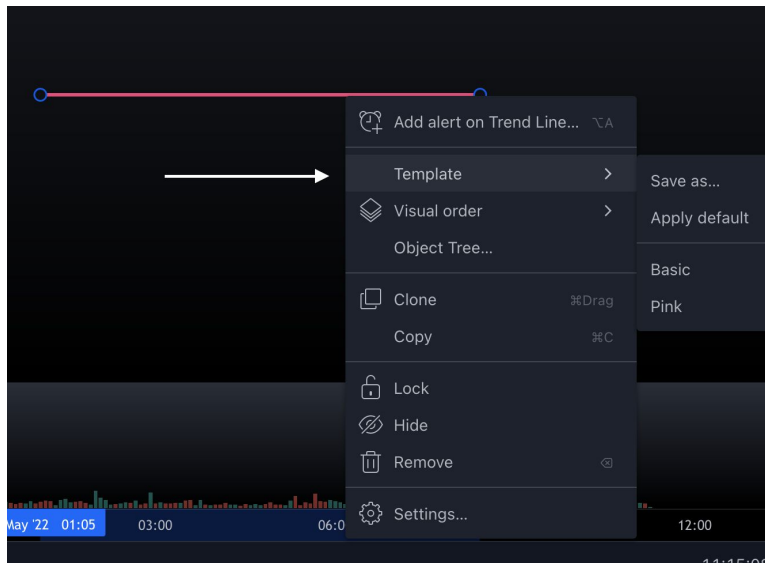 Add alert on Trend Line... ⌥A
Template
Save as...
Visual order
Apply default
Object Tree...
Basic
Clone ⌘Drag
Pink
Copy ⌘C
Lock
Hide
Remove
Settings...
May '22 01:05 03:00 06:0 12:00